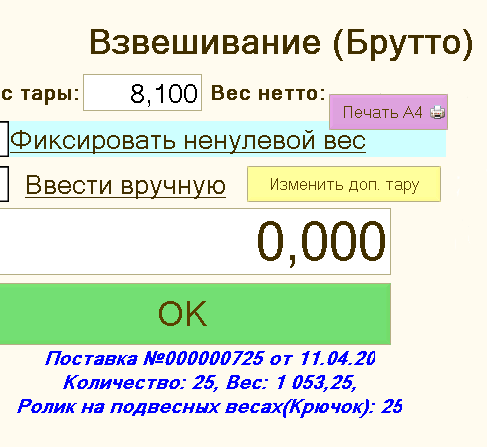 Взвешивание (Брутто)
с тары: 8,100 Вес нетто:
Печать А4
Фиксировать ненулевой вес
Ввести вручную Изменить доп. тару
0,000
OK
Поставка №000000725 от 11.04.20
Количество: 25, Вес: 1 053,25,
Ролик на подвесных весах(Крючок): 25